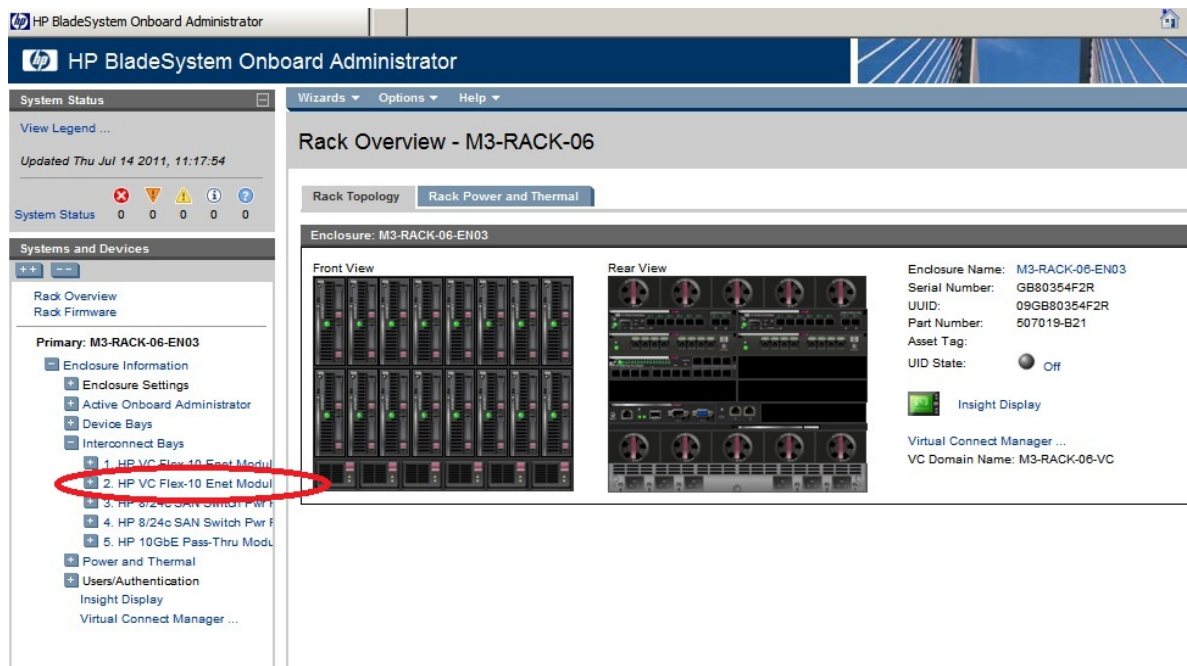 HP BladeSystem Onboard Administrator
HP BladeSystem Onboard Administrator
System Status
View Legend ...
Updated Thu Jul 14 2011, 11:17:54
System Status 0 0 0 0 0
Systems and Devices
++ --
Rack Overview
Rack Firmware
Primary: M3-RACK-06-EN03
Enclosure Information
Enclosure Settings
Active Onboard Administrator
Device Bays
Interconnect Bays
1. HP VC Flex-10 Enet Modul
2. HP VC Flex-10 Enet Modul
3. HP 8/24c SAN Switch Pwr
4. HP 8/24c SAN Switch Pwr
5. HP 10GbE Pass-Thru Modu
Power and Thermal
Users/Authentication
Insight Display
Virtual Connect Manager ...
Wizards Options Help
Rack Overview - M3-RACK-06
Rack Topology Rack Power and Thermal
Enclosure: M3-RACK-06-EN03
Front View Rear View
Enclosure Name: M3-RACK-06-EN03
Serial Number: GB80354F2R
UUID: 09GB80354F2R
Part Number: 507019-B21
Asset Tag:
UID State: Off
Insight Display
Virtual Connect Manager ...
VC Domain Name: M3-RACK-06-VC